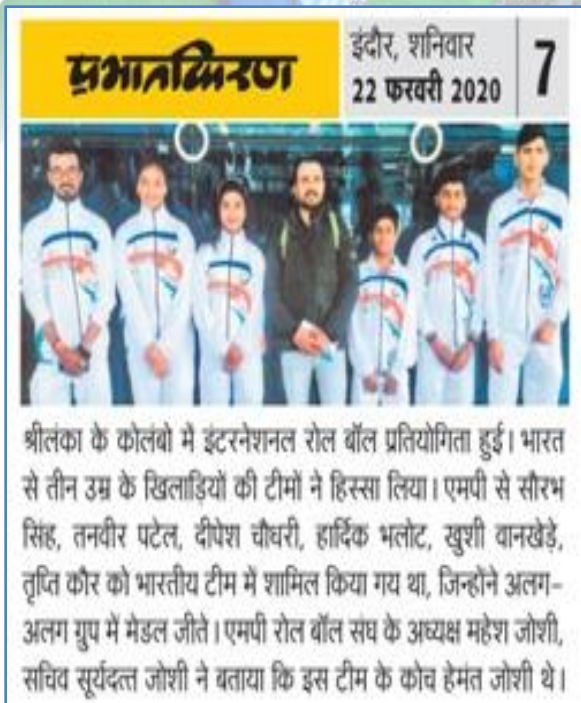 प्रभातकिरण
इंदौर, शनिवार
22 फरवरी 2020
7
श्रीलंका के कोलंबो में इंटरनेशनल रोल बॉल प्रतियोगिता हुई। भारत
से तीन उम्र के खिलाड़ियों की टीमों ने हिस्सा लिया। एमपी से सौरभ
सिंह, तनवीर पटेल, दीपेश चौधरी, हार्दिक भलोट, खुशी वानखेड़े,
तृप्ति कौर को भारतीय टीम में शामिल किया गय था, जिन्होंने अलग-
अलग ग्रुप में मेडल जीते। एमपी रोल बॉल संघ के अध्यक्ष महेश जोशी,
सचिव सूर्यदत्त जोशी ने बताया कि इस टीम के कोच हेमंत जोशी थे।